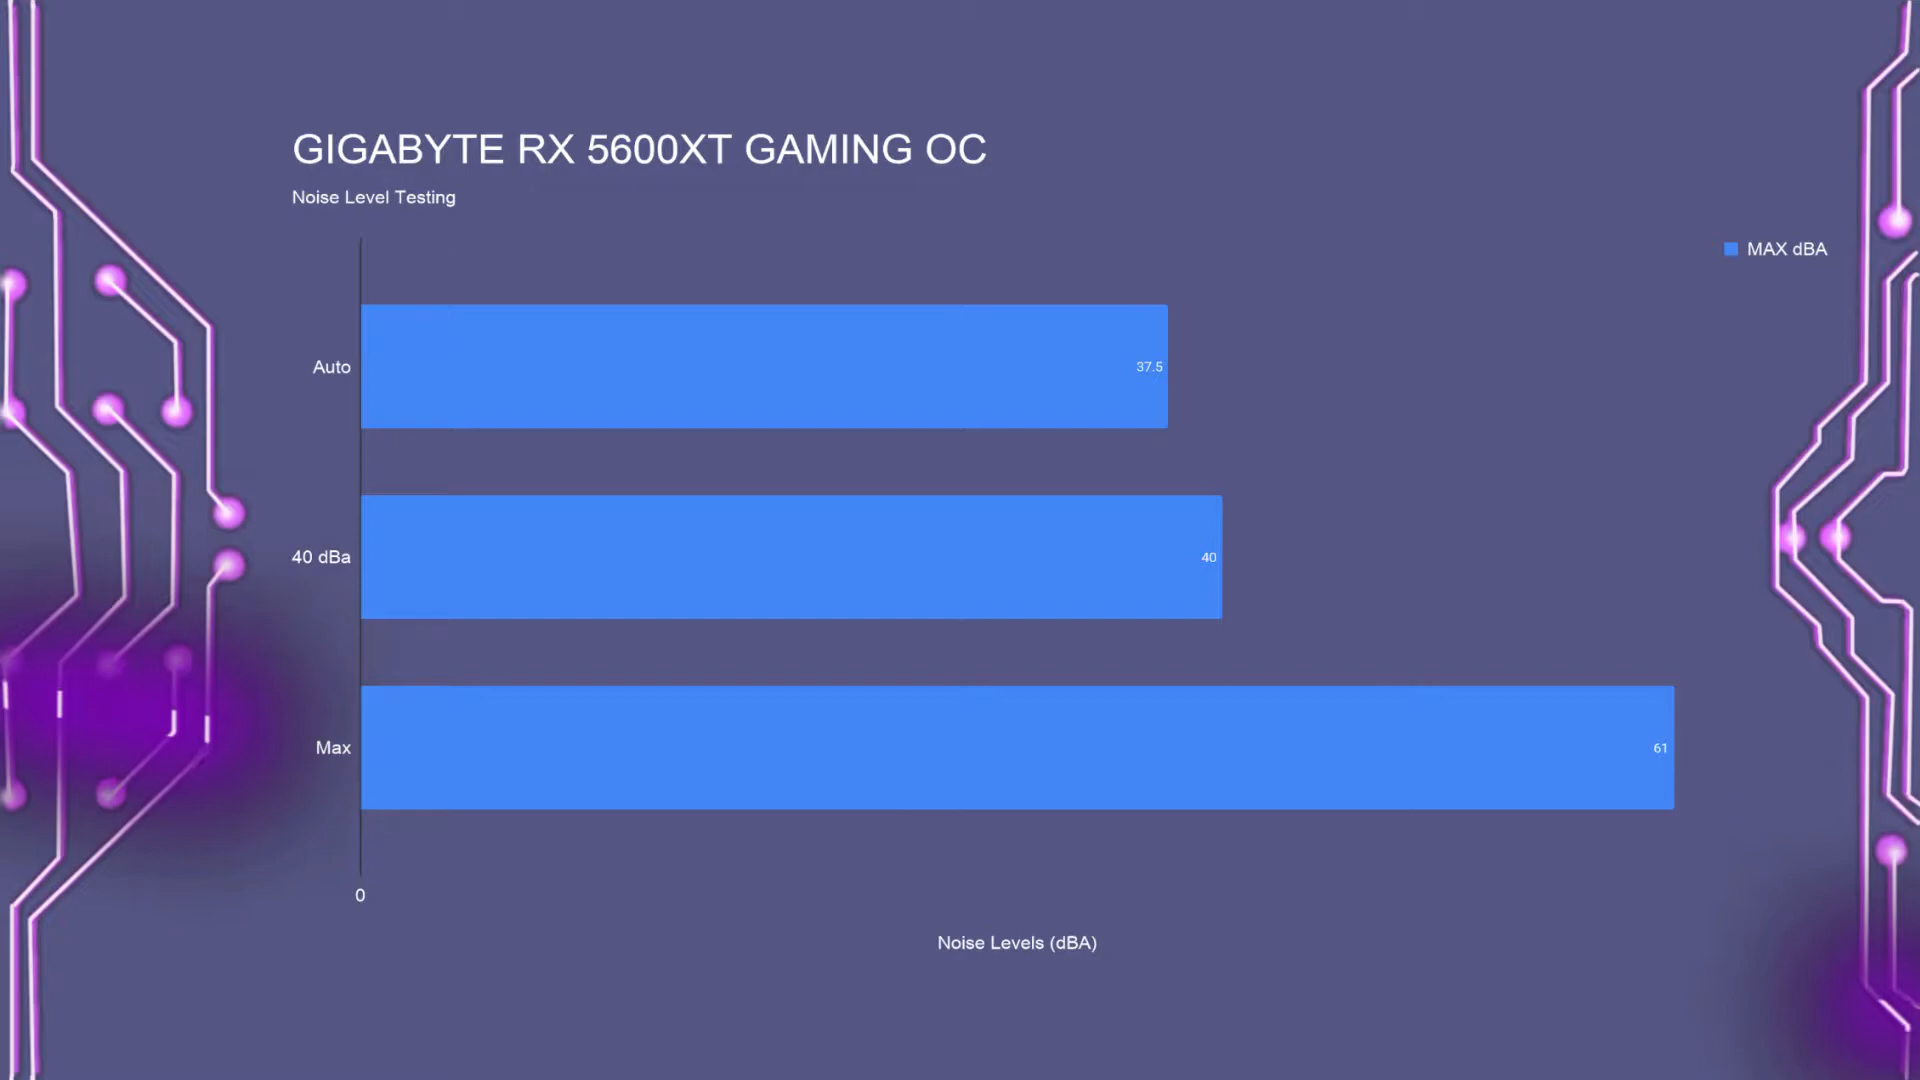 GIGABYTE RX 5600XT GAMING OC
Noise Level Testing
MAX dBA
Auto
37.5
40 dBa
40
Max
61
0
Noise Levels (dBA)